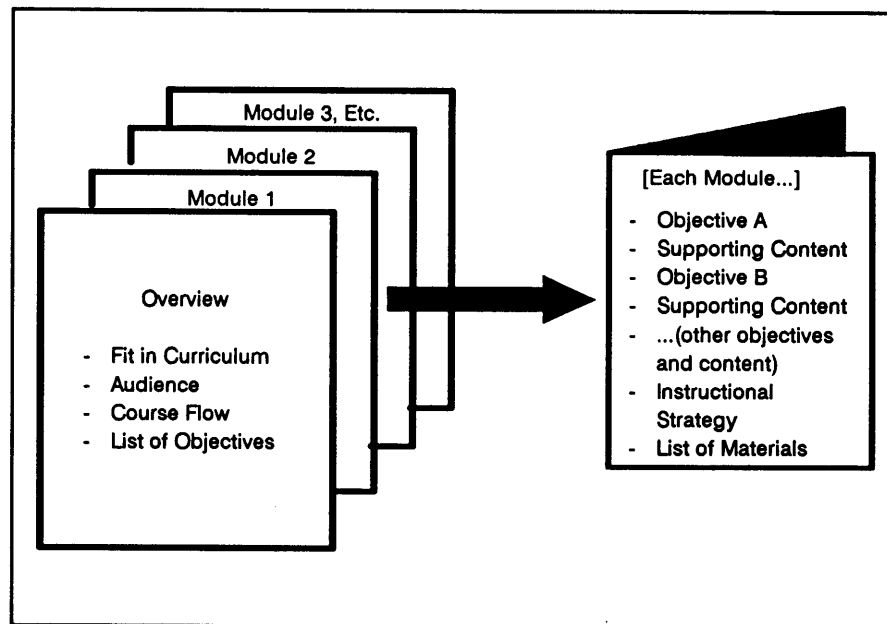 Module 3, Etc.
Module 2
Module 1
Overview
- Fit in Curriculum
- Audience
- Course Flow
- List of Objectives
[Each Module...]
- Objective A
- Supporting Content
- Objective B
- Supporting Content
- ...(other objectives
and content)
- Instructional
Strategy
- List of Materials